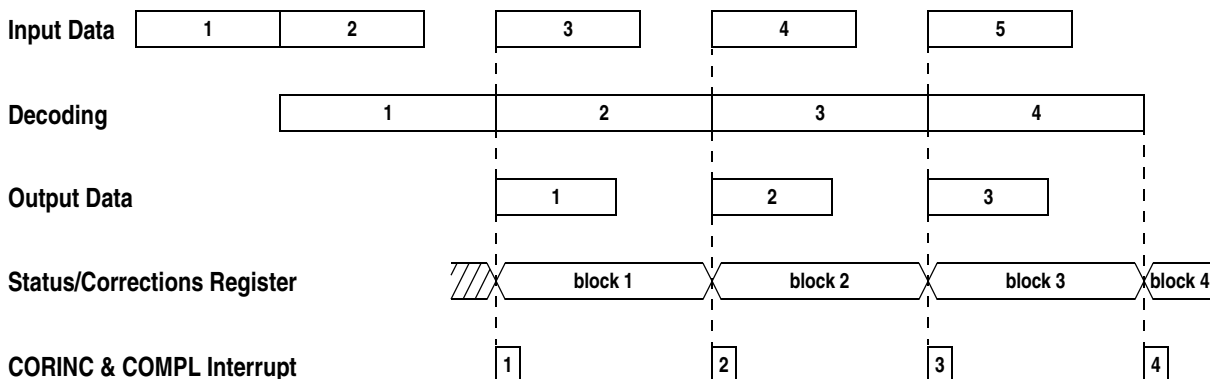 Input Data 1 2 3 4 5
Decoding 1 2 3 4
Output Data 1 2 3
Status/Corrections Register block 1 block 2 block 3 block 4
CORINC & COMPL Interrupt 1 2 3 4